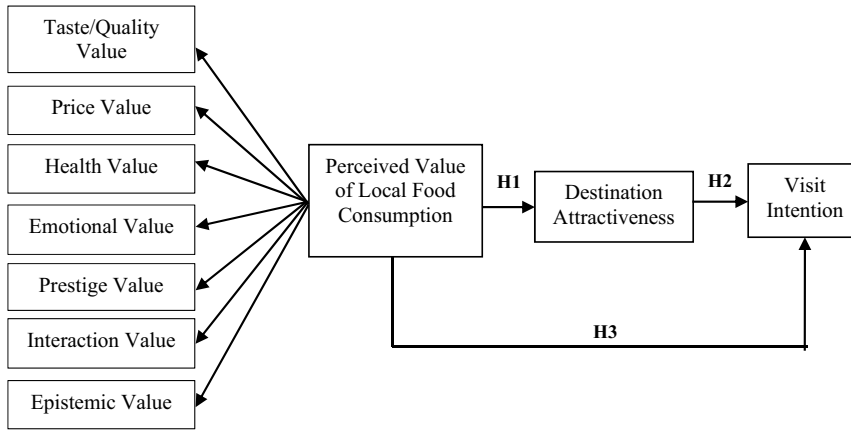 Taste/Quality
Value
Price Value
Health Value
Emotional Value
Prestige Value
Interaction Value
Epistemic Value
Perceived Value
of Local Food
Consumption
H1
Destination
Attractiveness
H2
Visit
Intention
H3